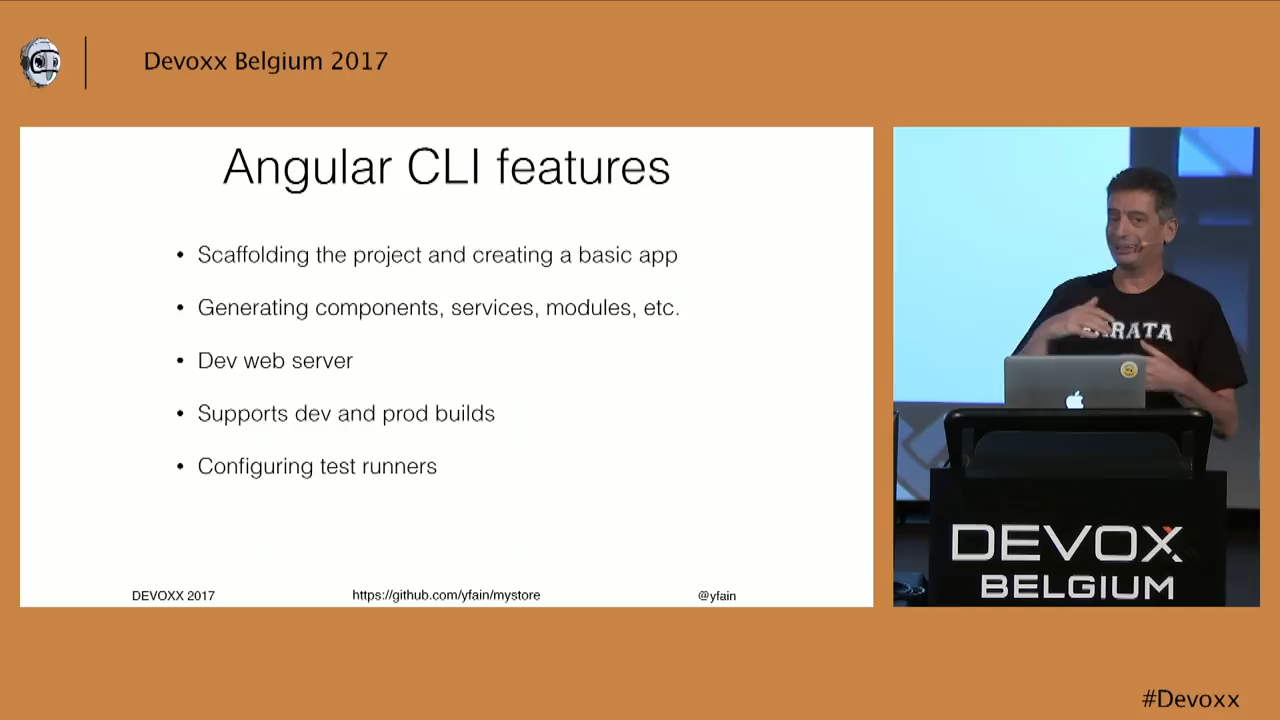 Devoxx Belgium 2017
Angular CLI features
• Scaffolding the project and creating a basic app
• Generating components, services, modules, etc.
• Dev web server
• Supports dev and prod builds
• Configuring test runners
DEVOXX 2017
https://github.com/yfain/mystore
@yfain
DEVOXX
BELGIUM
#Devoxx